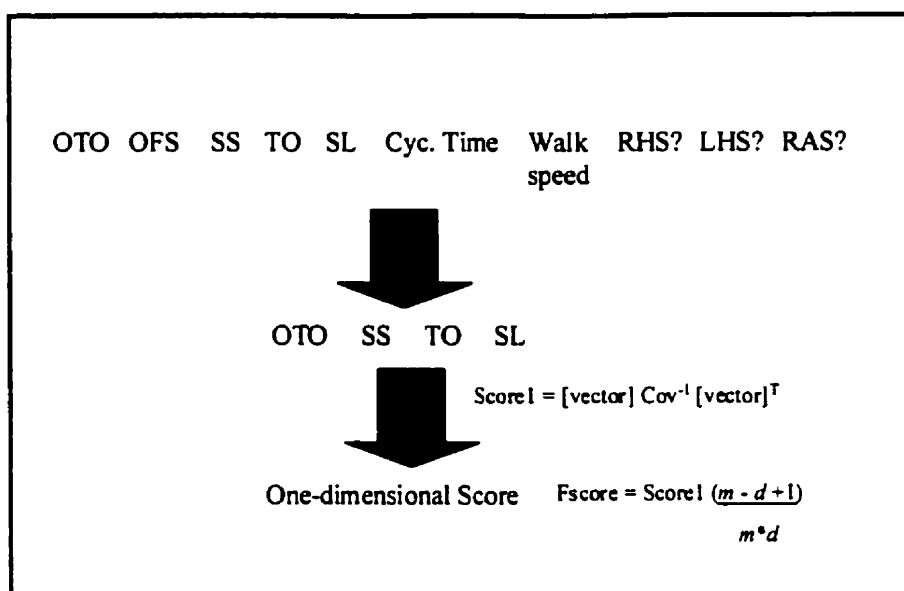 OTO OFS SS TO SL Cyc. Time Walk speed RHS? LHS? RAS?
OTO SS TO SL
Score1 = [vector] Cov⁻¹ [vector]ᵀ
One-dimensional Score Fscore = Score1 (m - d +1)
m*d